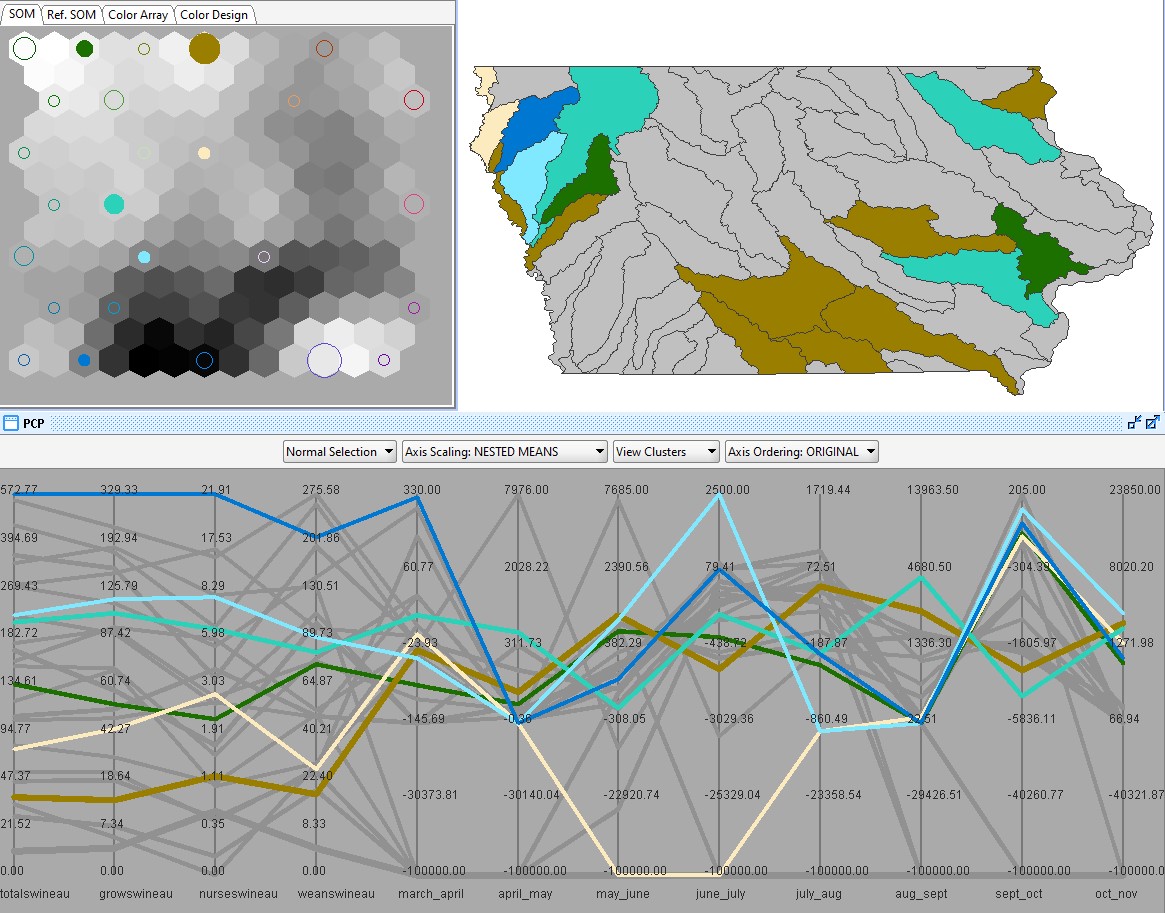 SOM Ref. SOM Color Array Color Design
PCP
Normal Selection Axis Scaling: NESTED MEANS View Clusters Axis Ordering: ORIGINAL
572.77 329.33 21.91 275.58 330.00 7976.00 7685.00 2500.00 1719.44 13963.50 205.00 23850.00
394.69 192.94 17.53 201.86 60.77 2028.22 2390.56 79.41 72.51 4680.50 -304.39 8020.20
269.43 125.79 8.29 130.51
182.72 87.42 5.98 89.73 -23.93 311.73 382.29 -436.72 -187.87 1336.30 -1605.97 1271.98
134.61 60.74 3.03 64.87
94.77 42.27 1.91 40.21 -145.69 -0.36 -308.05 -3029.36 -860.49 22.51 -5836.11 66.94
47.37 18.64 1.11 22.40 -30373.81 -30140.04 -22920.74 -25329.04 -23358.54 -29426.51 -40260.77 -40321.87
21.52 7.34 0.35 8.33
0.00 0.00 0.00 0.00 -100000.00 -100000.00 -100000.00 -100000.00 -100000.00 -100000.00 -100000.00 -100000.0
totalswineau growswineau nurseswineau weanswineau march_april april_may may_june june_july july_aug aug_sept sept_oct oct_nov